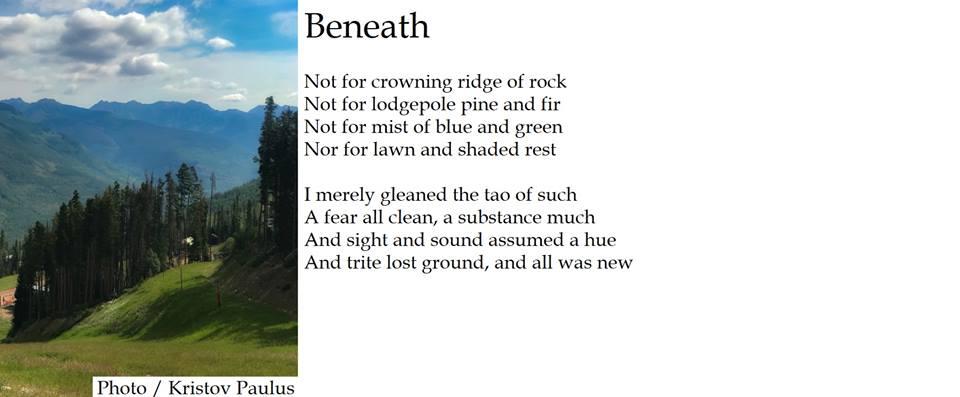 Beneath
Not for crowning ridge of rock
Not for lodgepole pine and fir
Not for mist of blue and green
Nor for lawn and shaded rest
I merely gleaned the tao of such
A fear all clean, a substance much
And sight and sound assumed a hue
And trite lost ground, and all was new
Photo / Kristov Paulus